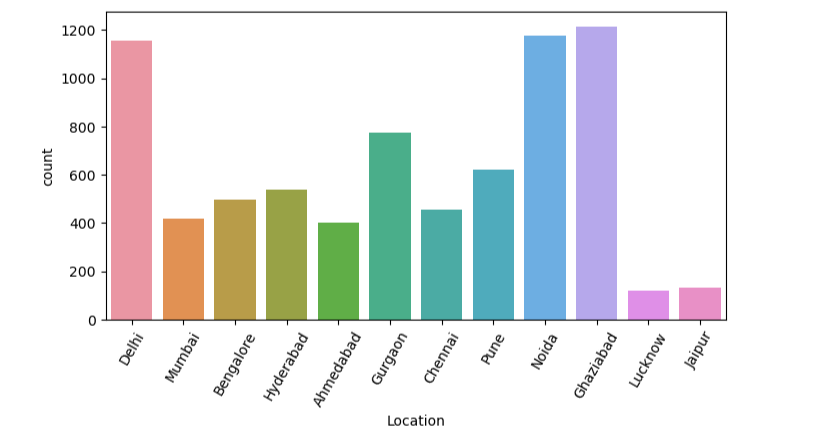 1200
1000
800
600
400
200
0
count
Delhi
Mumbai
Bengalore
Hyderabad
Ahmedabad
Gurgaon
Chennai
Pune
Noida
Ghaziabad
Lucknow
Jaipur
Location